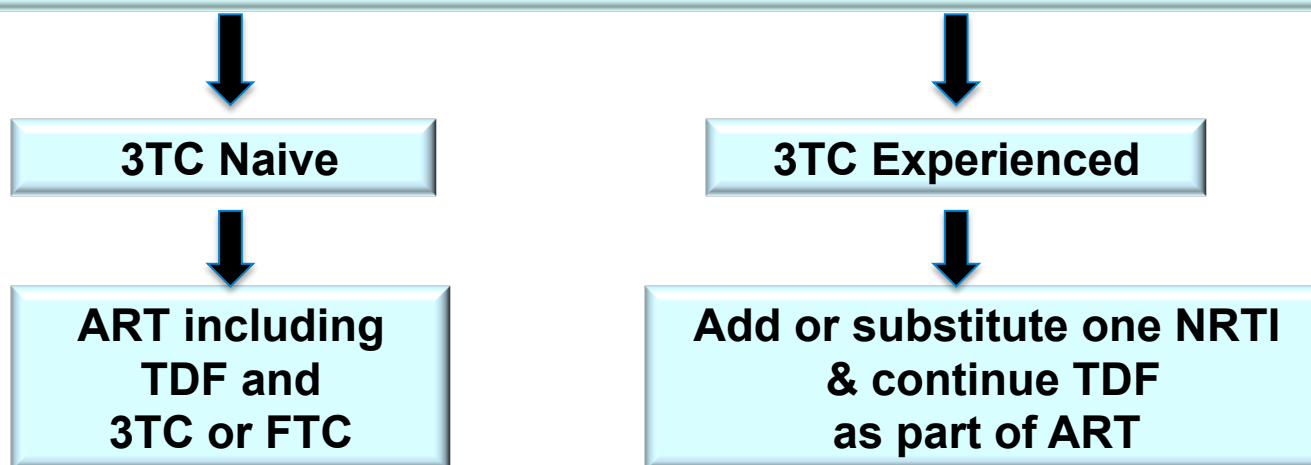 3TC Naive
3TC Experienced
ART including
TDF and
3TC or FTC
Add or substitute one NRTI
& continue TDF
as part of ART